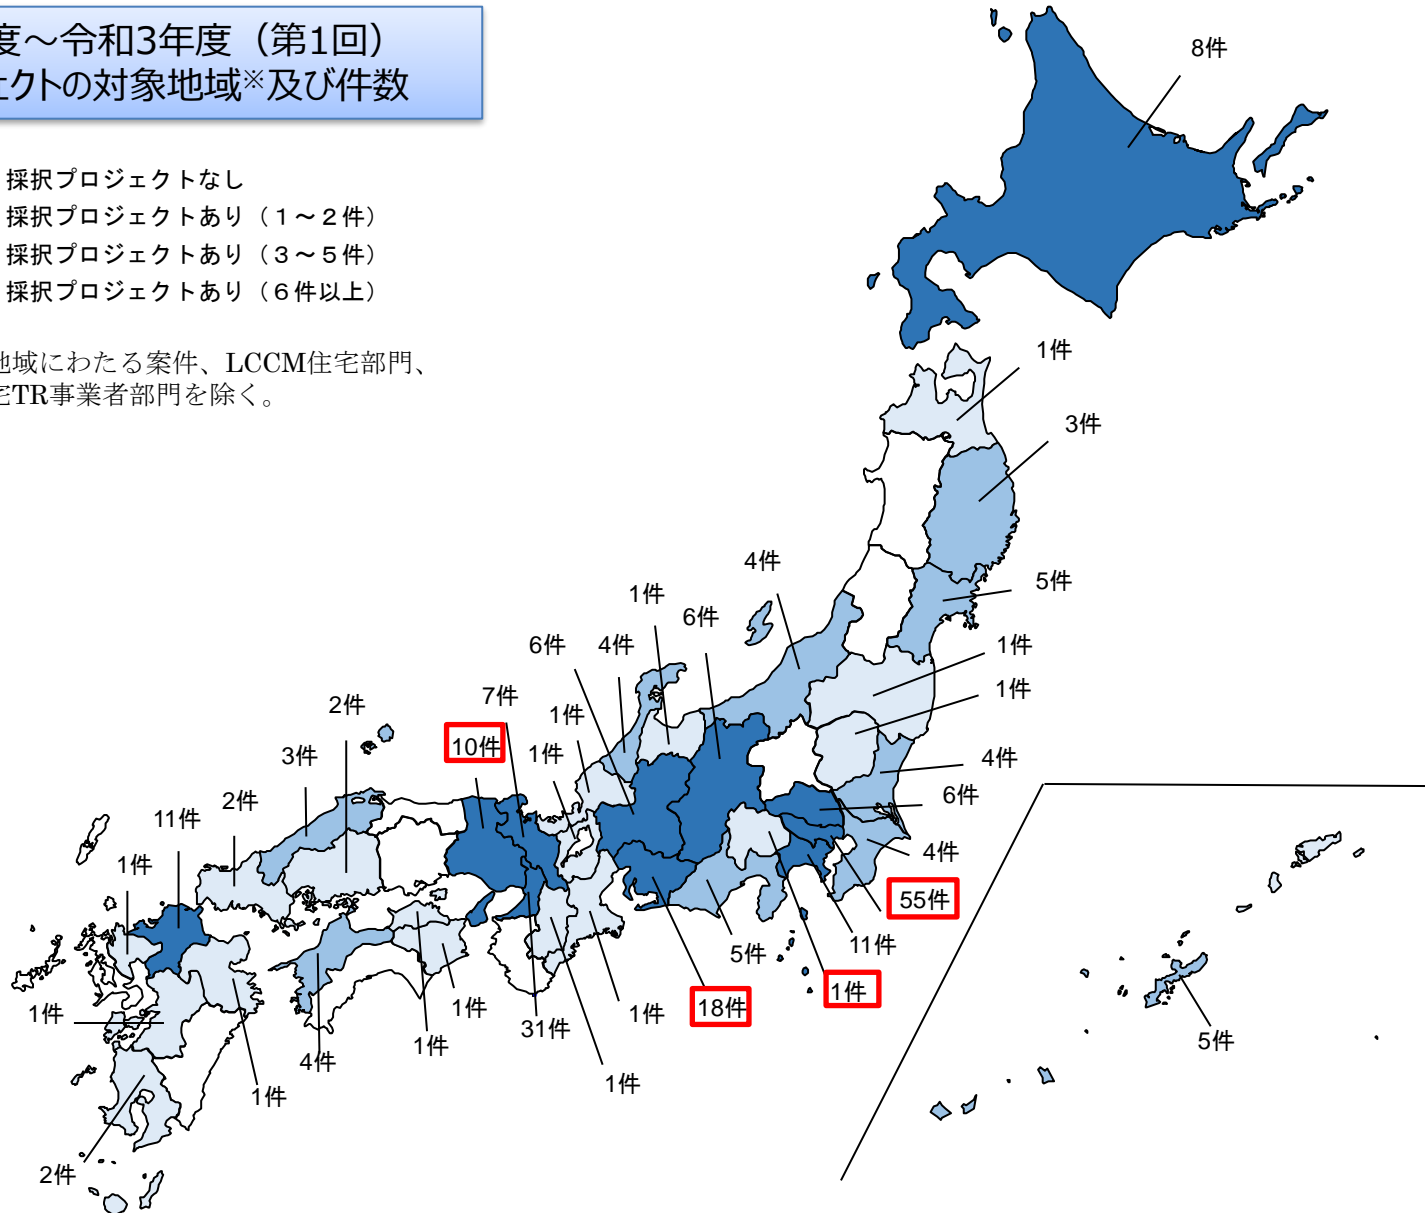 度～令和3年度（第1回）
ェクトの対象地域※及び件数
採択プロジェクトなし
採択プロジェクトあり（１～２件）
採択プロジェクトあり（３～５件）
採択プロジェクトあり（６件以上）
地域にわたる案件、LCCM住宅部門、
宅TR事業者部門を除く。
8件
1件
3件
5件
4件
1件
6件
1件
6件
4件
1件
7件
1件
2件
10件
1件
3件
4件
2件
6件
11件
4件
1件
55件
11件
5件
1件
18件
1件
1件
31件
1件
5件
1件
4件
1件
1件
2件